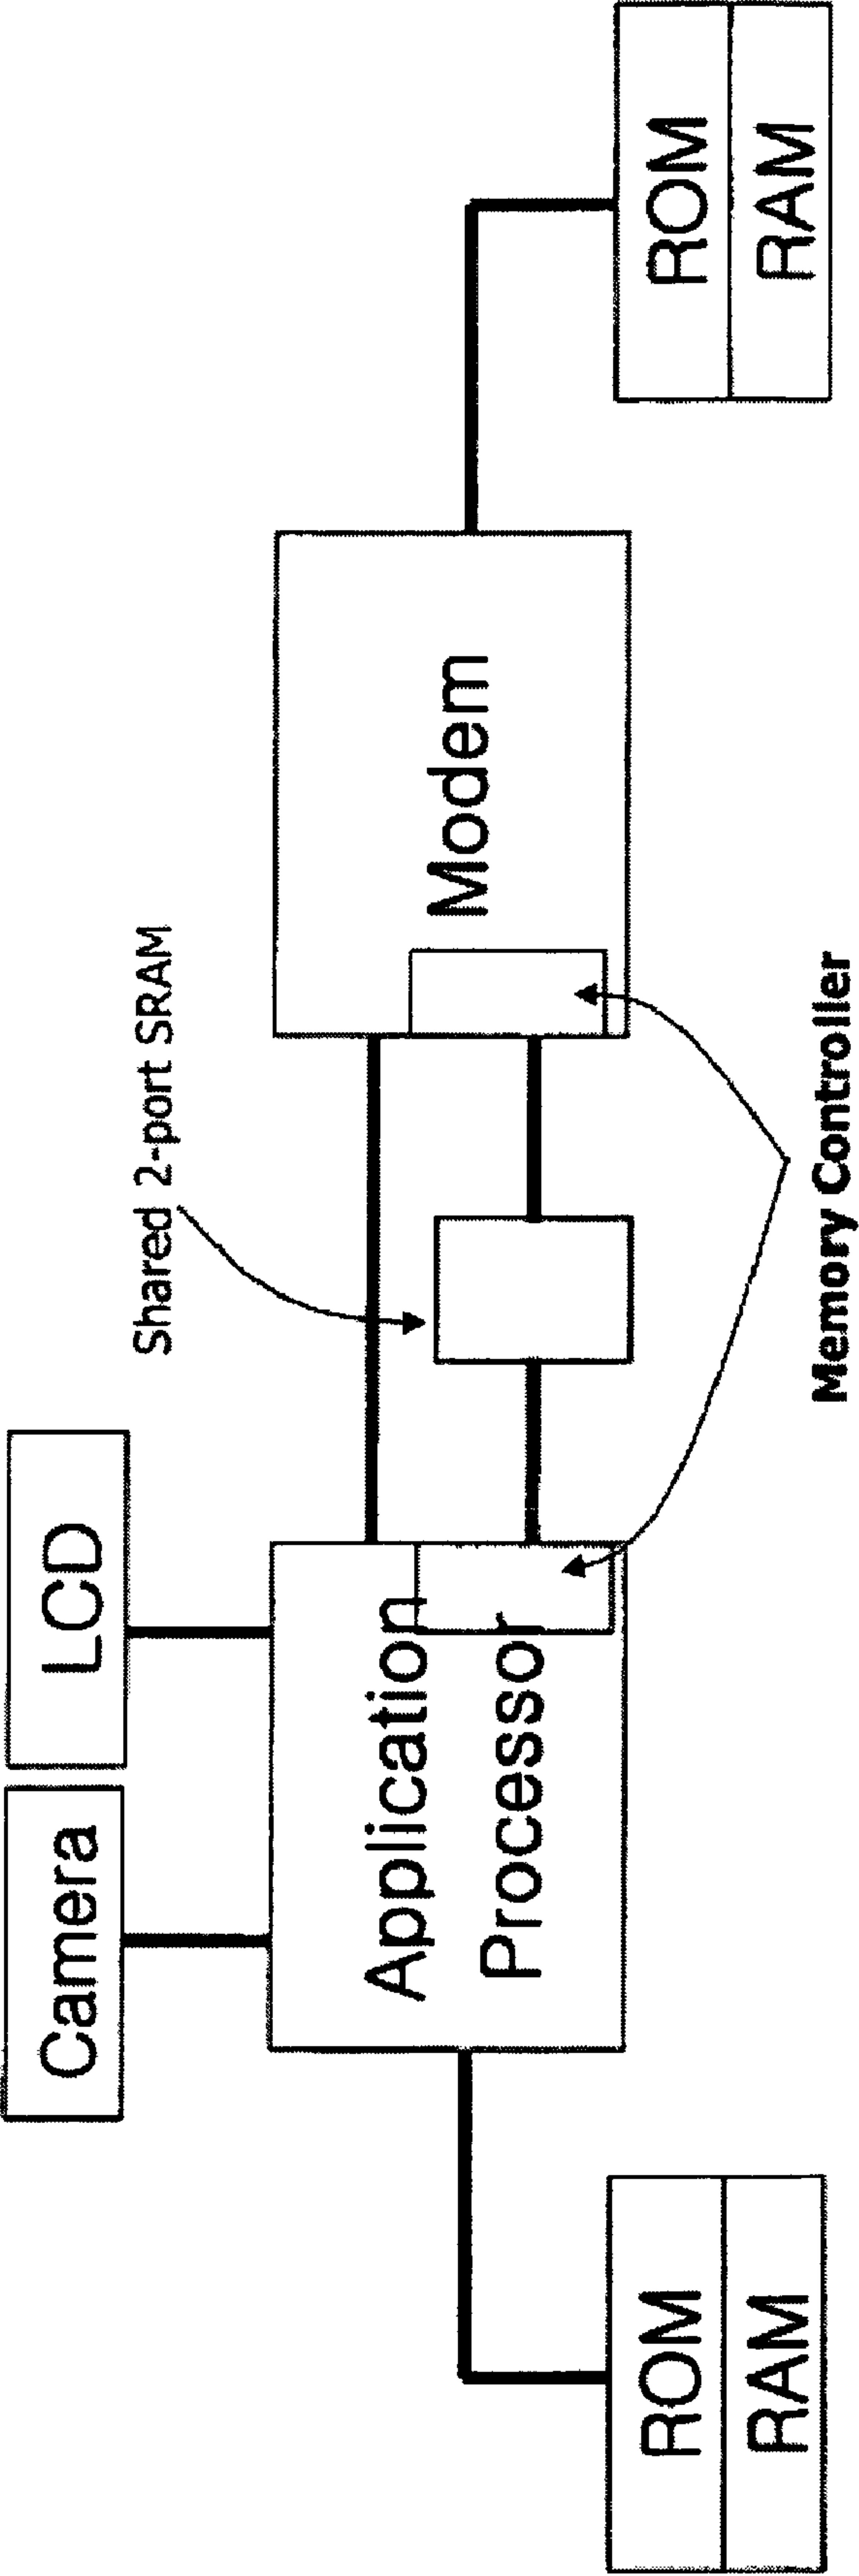 Camera
LCD
Shared 2-port SRAM
Application
Processor
Modem
ROM
RAM
ROM
RAM
Memory Controller